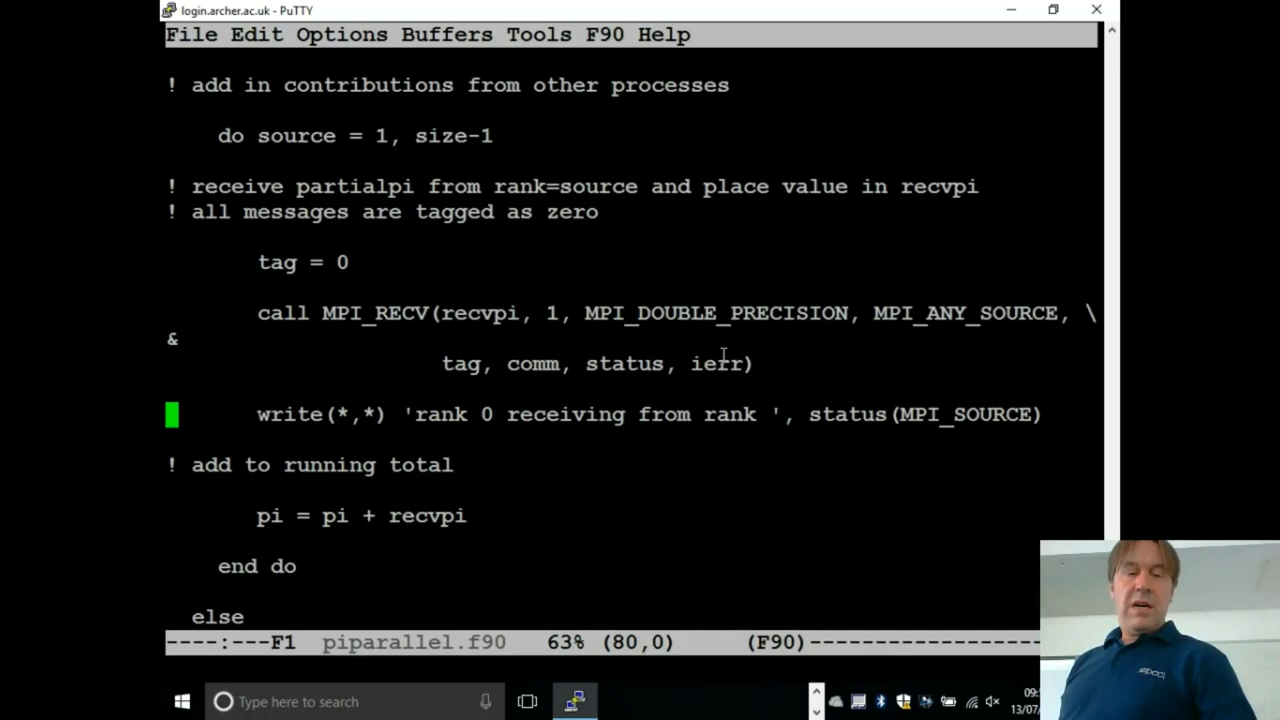 login.archer.ac.uk - PuTTY
File Edit Options Buffers Tools F90 Help
! add in contributions from other processes
do source = 1, size-1
! receive partialpi from rank=source and place value in recvpi
! all messages are tagged as zero
tag = 0
call MPI_RECV(recvpi, 1, MPI_DOUBLE_PRECISION, MPI_ANY_SOURCE, \
&
tag, comm, status, ierr)
write(*,*) 'rank 0 receiving from rank ', status(MPI_SOURCE)
! add to running total
pi = pi + recvpi
end do
else
----:---F1 piparallel.f90 63% (80,0) (F90)------------------
Type here to search
09:
13/07
epcc